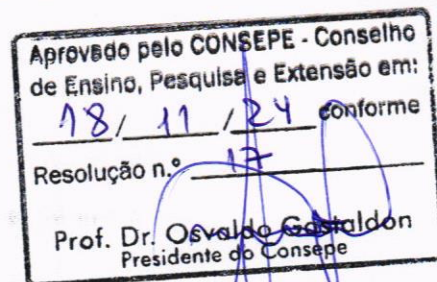 Aprovado pelo CONSEPE - Conselho
de Ensino, Pesquisa e Extensão em:
18 / 11 / 24 conforme
Resolução n.º 17
Prof. Dr. Osvaldo Gastaldon
Presidente do Consepe